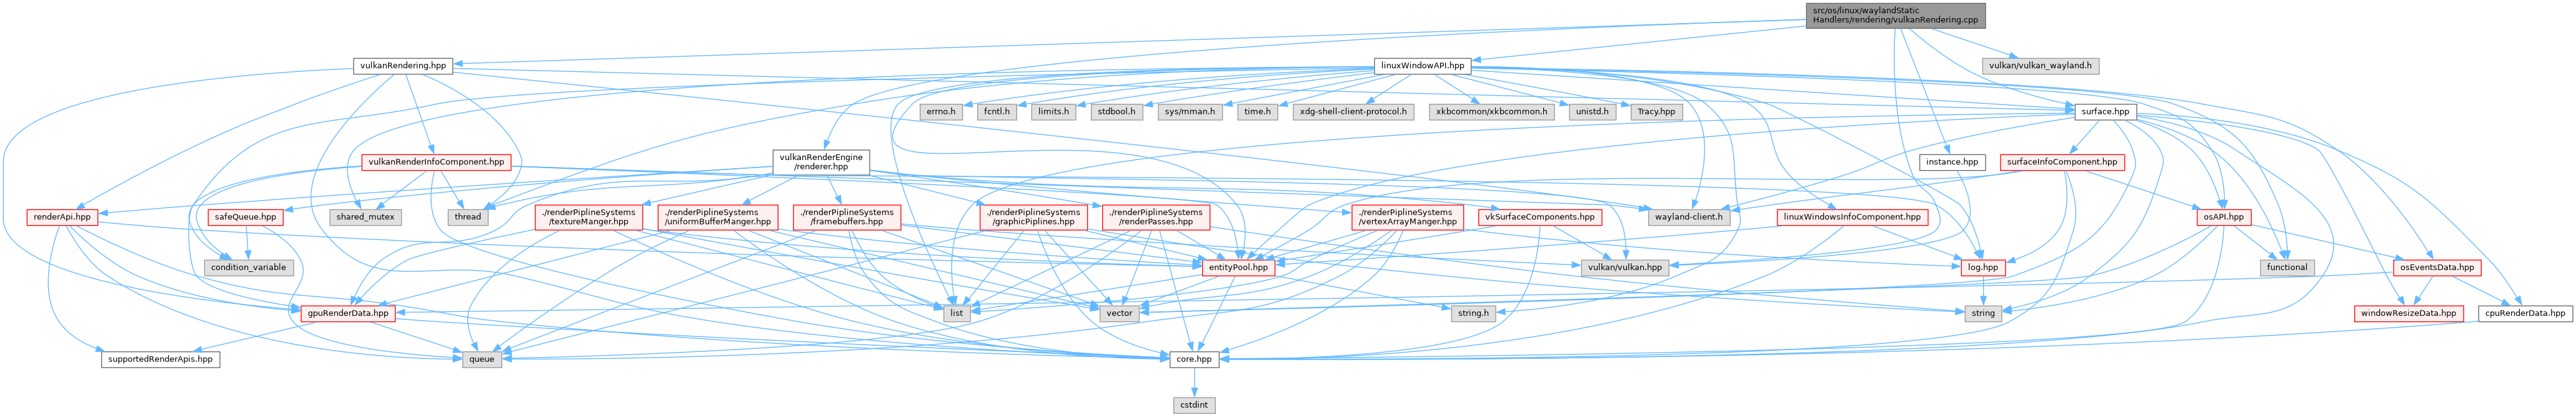 src/os/linux/waylandStatic
Handlers/rendering/vulkanRendering.cpp
vulkanRendering.hpp
linuxWindowAPI.hpp
vulkan/vulkan_wayland.h
errno.h
fcntl.h
limits.h
stdbool.h
sys/mman.h
time.h
xdg-shell-client-protocol.h
xkbcommon/xkbcommon.h
unistd.h
Tracy.hpp
surface.hpp
vulkanRenderInfoComponent.hpp
vulkanRenderEngine
/renderer.hpp
instance.hpp
surfaceInfoComponent.hpp
renderApi.hpp
safeQueue.hpp
shared_mutex
thread
./renderPiplineSystems
/textureManger.hpp
./renderPiplineSystems
/uniformBufferManger.hpp
./renderPiplineSystems
/framebuffers.hpp
wayland-client.h
./renderPiplineSystems
/graphicPiplines.hpp
./renderPiplineSystems
/renderPasses.hpp
./renderPiplineSystems
/vertexArrayManger.hpp
vkSurfaceComponents.hpp
linuxWindowsInfoComponent.hpp
osAPI.hpp
condition_variable
entityPool.hpp
vulkan/vulkan.hpp
log.hpp
functional
osEventsData.hpp
gpuRenderData.hpp
list
vector
string.h
string
windowResizeData.hpp
cpuRenderData.hpp
supportedRenderApis.hpp
queue
core.hpp
cstdint